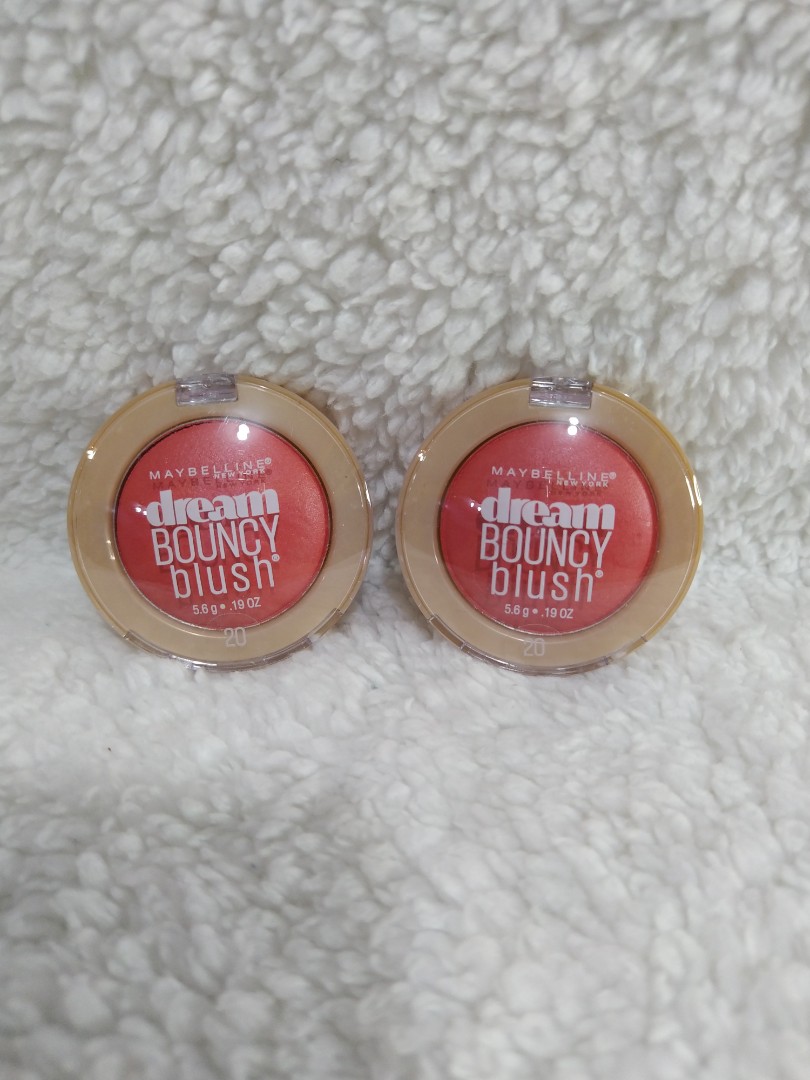 MAYBELLINE®
NEW YORK
dream
BOUNCY
blush®
5.6 g • .19 OZ
20
MAYBELLINE®
NEW YORK
dream
BOUNCY
blush®
5.6 g • .19 OZ
20